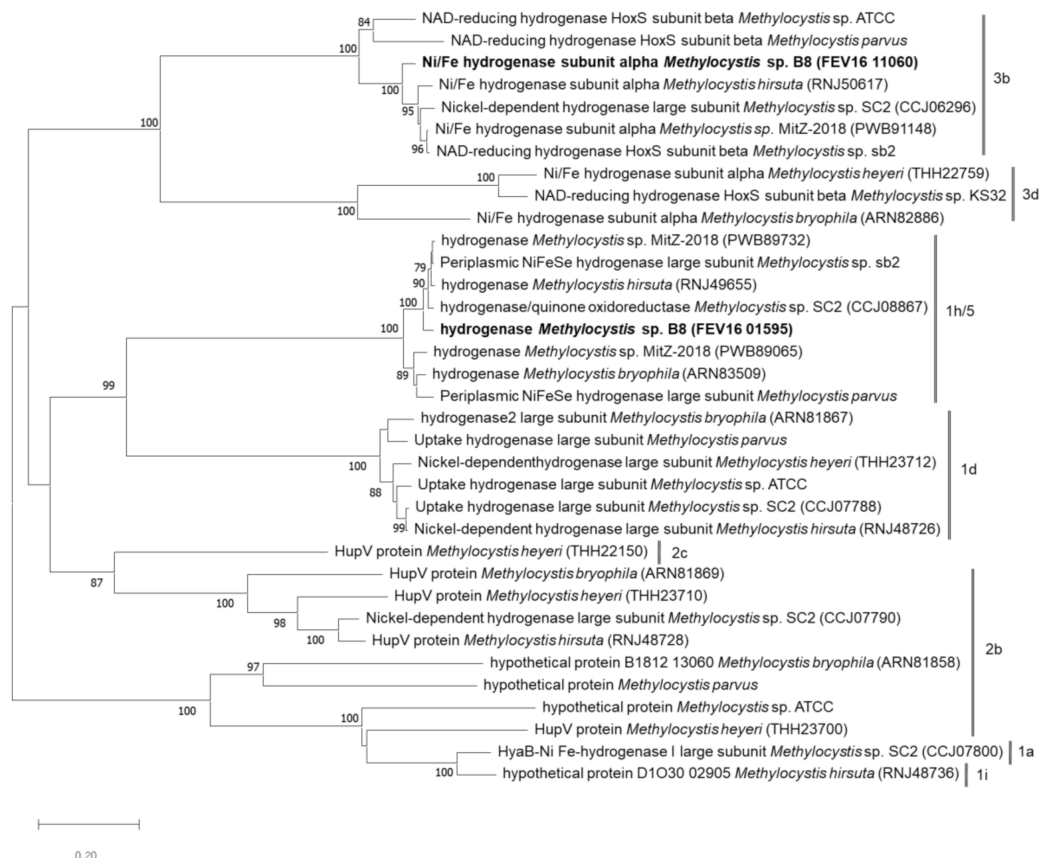 84
NAD-reducing hydrogenase HoxS subunit beta Methylocystis sp. ATCC
100
NAD-reducing hydrogenase HoxS subunit beta Methylocystis parvus
Ni/Fe hydrogenase subunit alpha Methylocystis sp. B8 (FEV16 11060)
3b
100
Ni/Fe hydrogenase subunit alpha Methylocystis hirsuta (RNJ50617)
95
Nickel-dependent hydrogenase large subunit Methylocystis sp. SC2 (CCJ06296)
100
Ni/Fe hydrogenase subunit alpha Methylocystis sp. MitZ-2018 (PWB91148)
96
NAD-reducing hydrogenase HoxS subunit beta Methylocystis sp. sb2
100
Ni/Fe hydrogenase subunit alpha Methylocystis heyeri (THH22759)
NAD-reducing hydrogenase HoxS subunit beta Methylocystis sp. KS32
3d
100
Ni/Fe hydrogenase subunit alpha Methylocystis bryophila (ARN82886)
hydrogenase Methylocystis sp. MitZ-2018 (PWB89732)
79
Periplasmic NiFeSe hydrogenase large subunit Methylocystis sp. sb2
90
hydrogenase Methylocystis hirsuta (RNJ49655)
100
hydrogenase/quinone oxidoreductase Methylocystis sp. SC2 (CCJ08867)
1h/5
100
hydrogenase Methylocystis sp. B8 (FEV16 01595)
hydrogenase Methylocystis sp. MitZ-2018 (PWB89065)
89
hydrogenase Methylocystis bryophila (ARN83509)
99
Periplasmic NiFeSe hydrogenase large subunit Methylocystis parvus
hydrogenase2 large subunit Methylocystis bryophila (ARN81867)
Uptake hydrogenase large subunit Methylocystis parvus
100
Nickel-dependenthydrogenase large subunit Methylocystis heyeri (THH23712)
1d
88
Uptake hydrogenase large subunit Methylocystis sp. ATCC
Uptake hydrogenase large subunit Methylocystis sp. SC2 (CCJ07788)
99
Nickel-dependent hydrogenase large subunit Methylocystis hirsuta (RNJ48726)
HupV protein Methylocystis heyeri (THH22150)
2c
87
HupV protein Methylocystis bryophila (ARN81869)
100
HupV protein Methylocystis heyeri (THH23710)
98
Nickel-dependent hydrogenase large subunit Methylocystis sp. SC2 (CCJ07790)
100
HupV protein Methylocystis hirsuta (RNJ48728)
2b
97
hypothetical protein B1812 13060 Methylocystis bryophila (ARN81858)
hypothetical protein Methylocystis parvus
100
hypothetical protein Methylocystis sp. ATCC
100
HupV protein Methylocystis heyeri (THH23700)
HyaB-Ni Fe-hydrogenase I large subunit Methylocystis sp. SC2 (CCJ07800)
1a
100
hypothetical protein D1O30 02905 Methylocystis hirsuta (RNJ48736)
1i
0.20